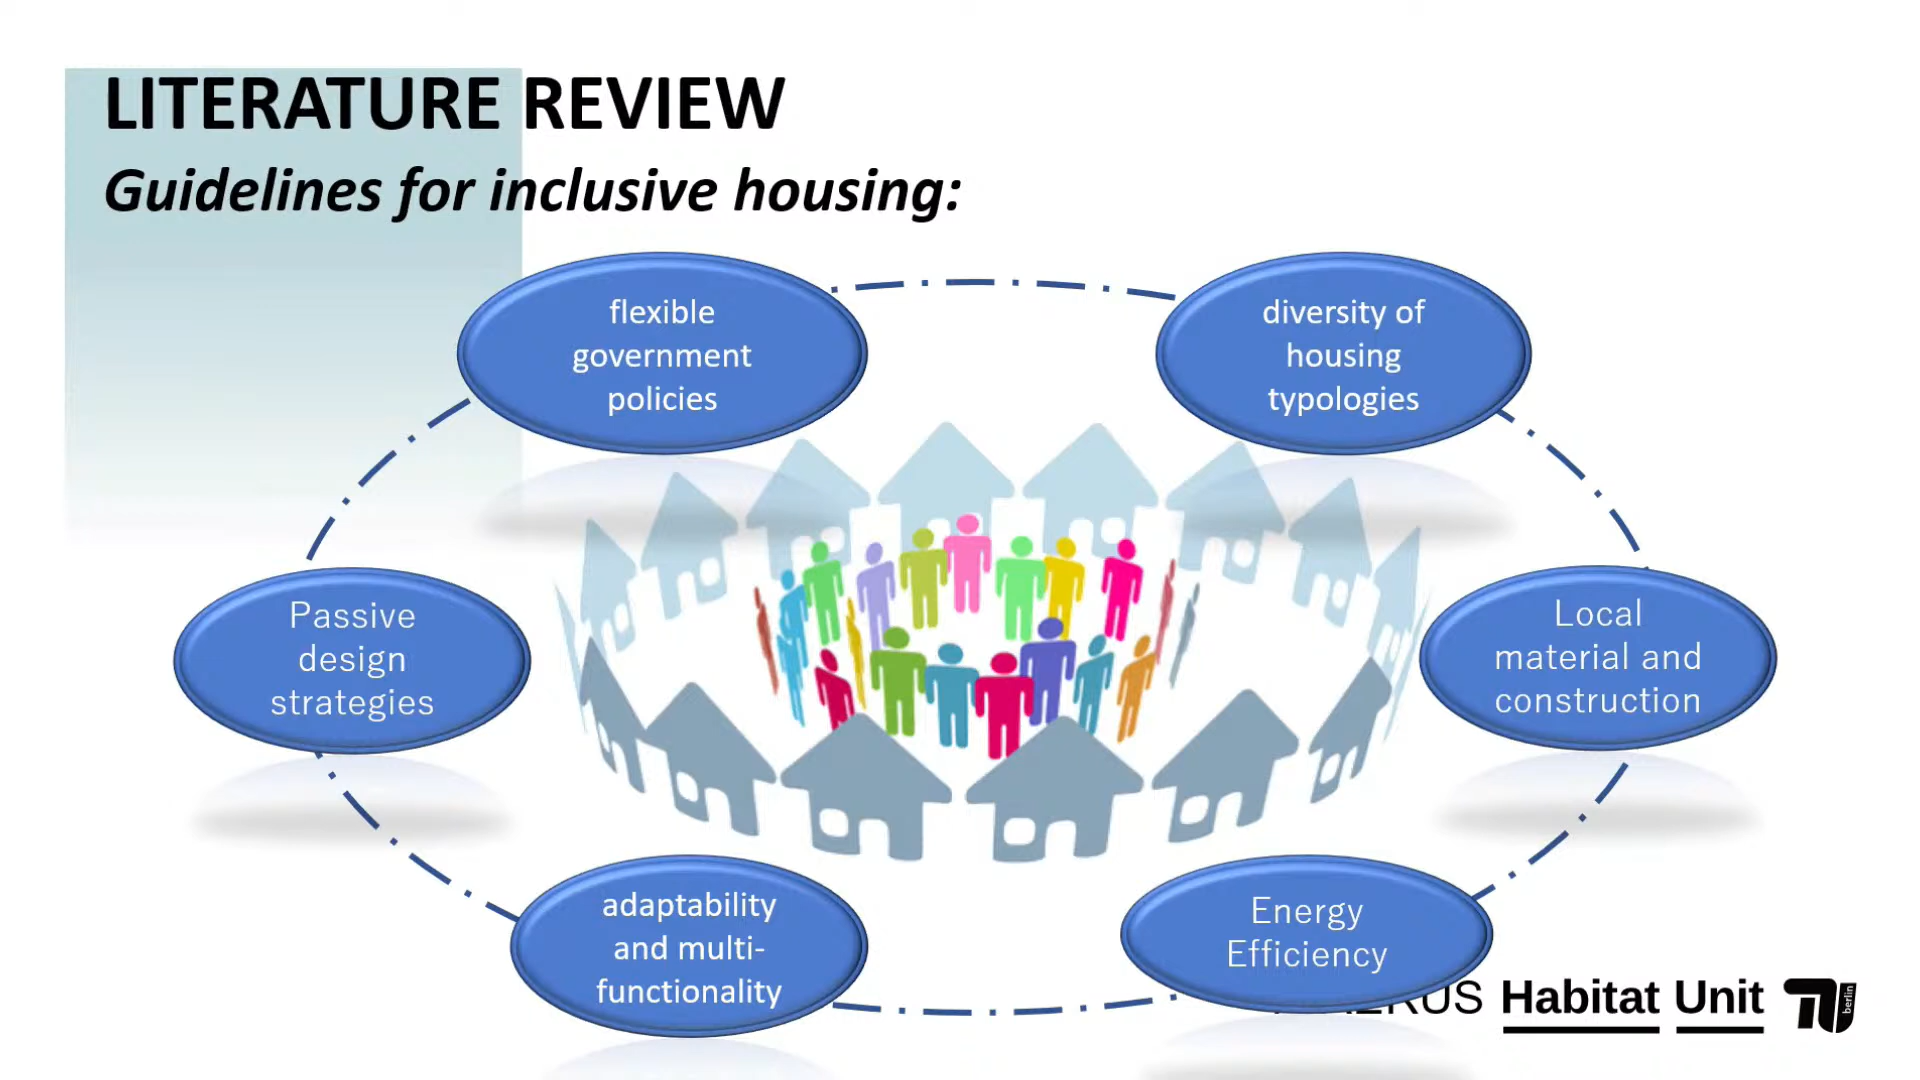 LITERATURE REVIEW
Guidelines for inclusive housing:
flexible
government
policies
diversity of
housing
typologies
Passive
design
strategies
Local
material and
construction
adaptability
and multi-
functionality
Energy
Efficiency
Habitat Unit
berlin